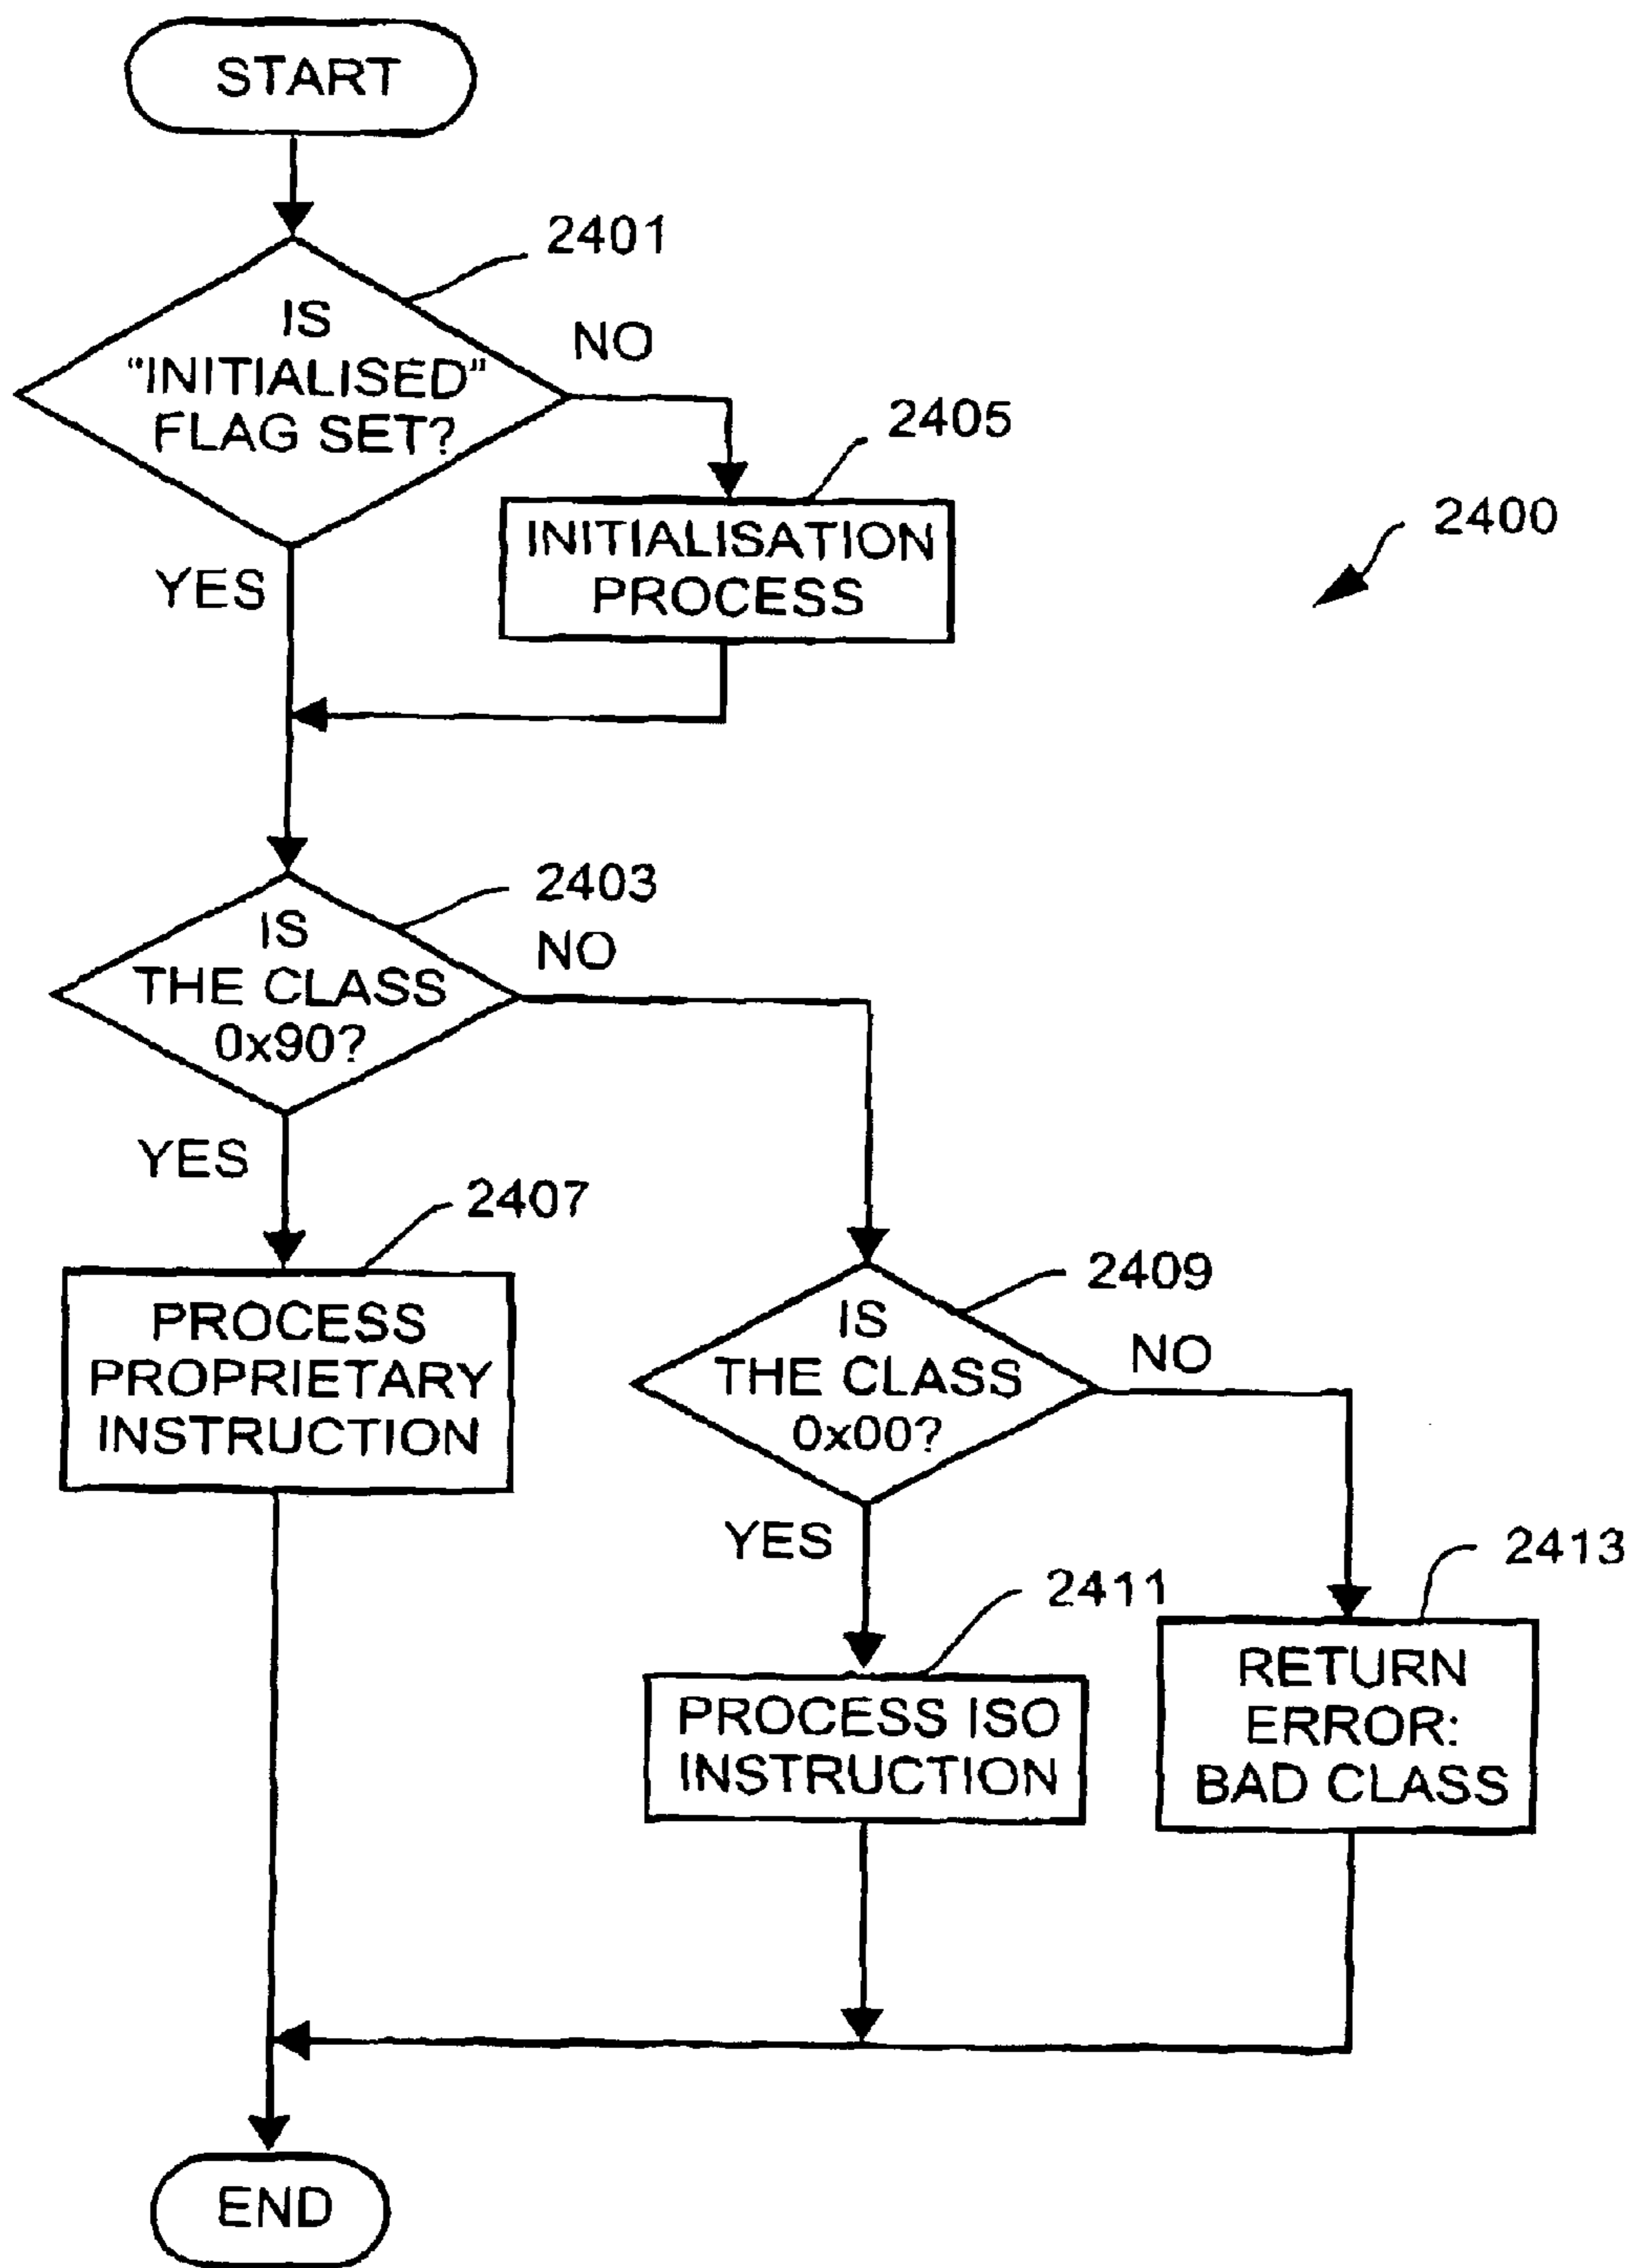 START
2401
IS
"INITIALISED"
FLAG SET?
NO
2405
INITIALISATION
PROCESS
2400
YES
2403
IS
THE CLASS
0x90?
NO
YES
2407
PROCESS
PROPRIETARY
INSTRUCTION
2409
IS
THE CLASS
0x00?
NO
YES
2411
PROCESS ISO
INSTRUCTION
2413
RETURN
ERROR:
BAD CLASS
END